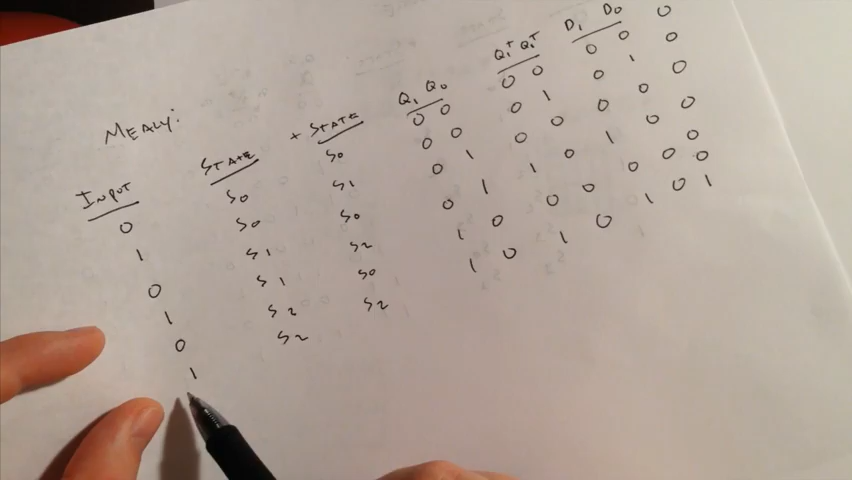 MEALY:
INPUT STATE + STATE Q1 Q0 Q1+ Q1+ D1 D0
0 S0 S0 0 0 0 0 0 0 0
1 S0 S1 0 0 0 1 0 1 0
0 S1 S0 0 1 0 0 0 0 0
1 S1 S2 0 1 1 0 1 0 0
0 S2 S0 1 0 0 0 0 0 0 0
1 S2 S2 1 0 1 0 1 0 1